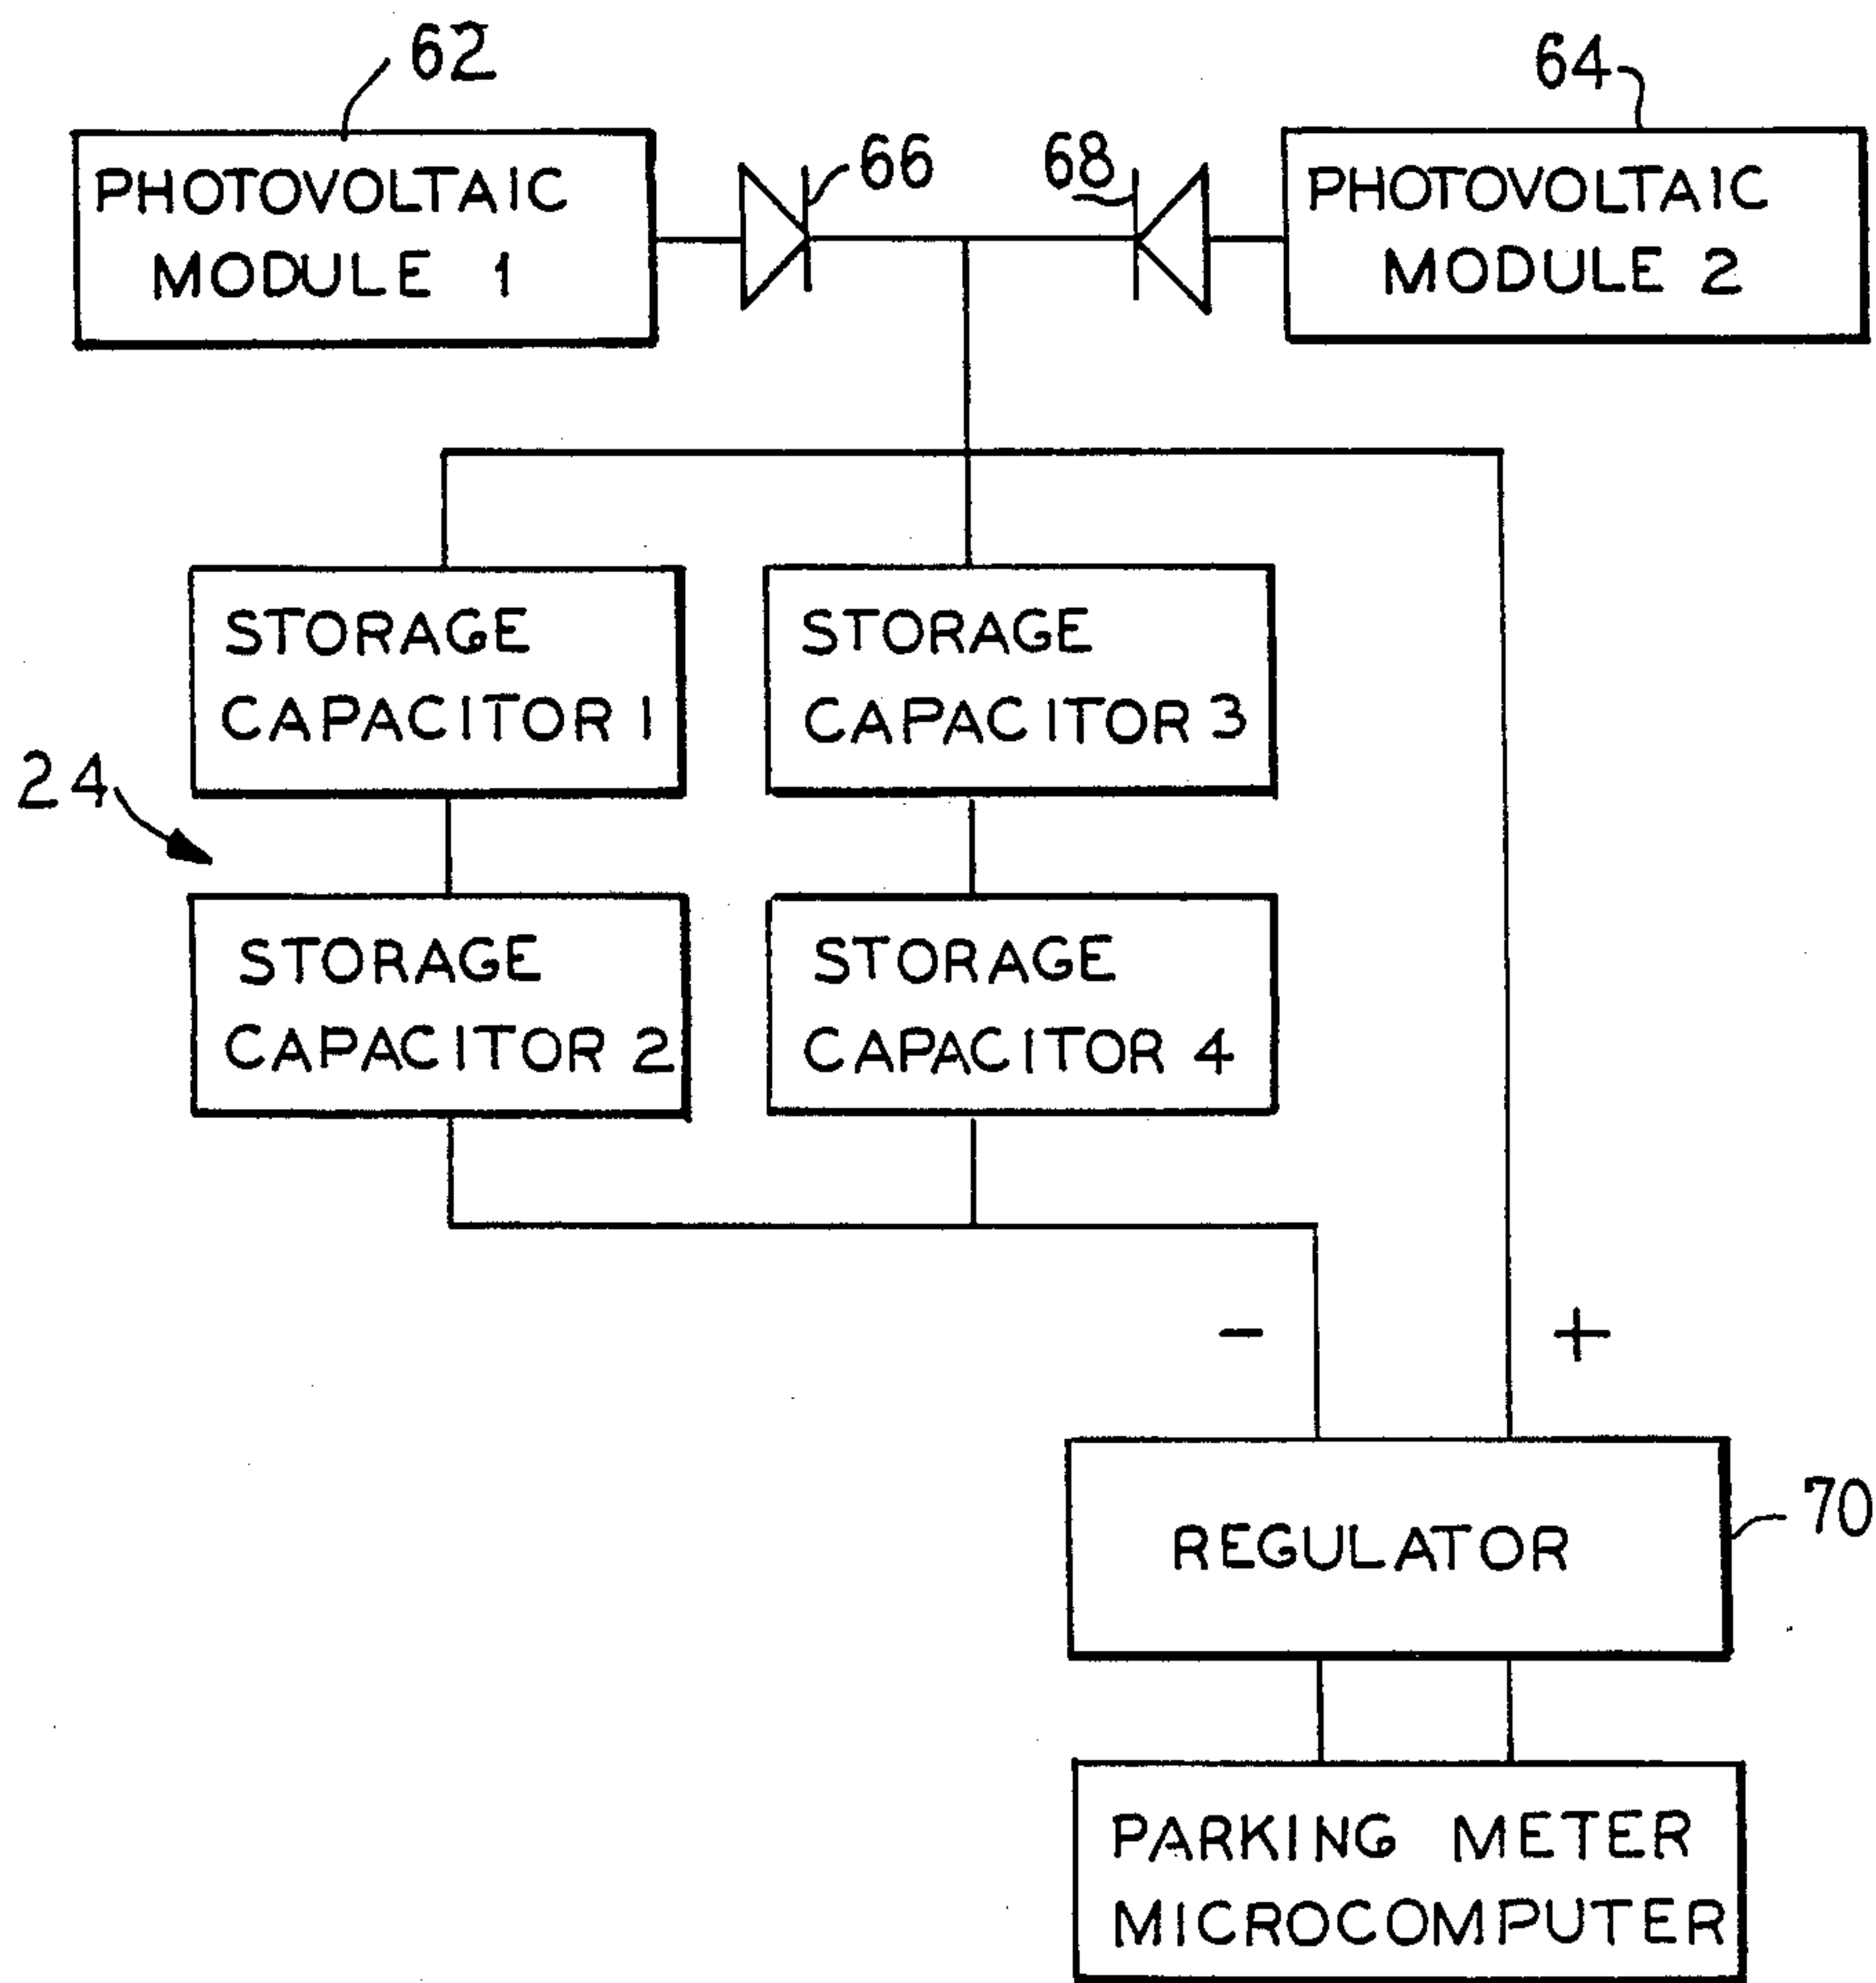 62
64
66
68
PHOTOVOLTAIC
MODULE 1
PHOTOVOLTAIC
MODULE 2
STORAGE
CAPACITOR 1
STORAGE
CAPACITOR 3
24
STORAGE
CAPACITOR 2
STORAGE
CAPACITOR 4
- +
REGULATOR
70
PARKING METER
MICROCOMPUTER